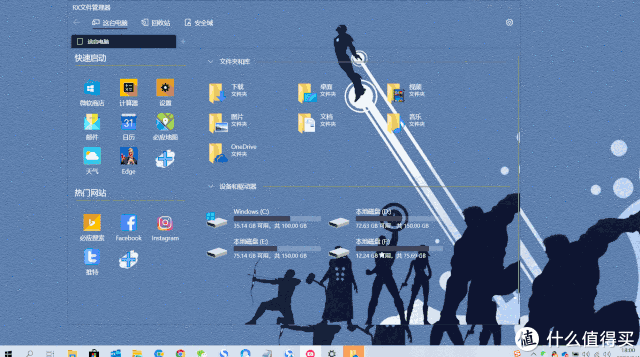 RX文件管理器
这台电脑
回收站
安全域
这台电脑
快速启动
微软商店
计算器
设置
邮件
日历
必应地图
天气
Edge
热门网站
必应搜索
Facebook
Instagram
推特
文件夹和库
下载
文件夹
桌面
文件夹
视频
文件夹
图片
文件夹
文档
文件夹
音乐
文件夹
OneDrive
文件夹
设备和驱动器
Windows (C:)
35.14 GB 可用，共 100.00 GB
本地磁盘 (D:)
72.63 GB 可用，共 150.00 GB
本地磁盘 (E:)
75.14 GB 可用，共 150.00 GB
本地磁盘 (F:)
12.24 GB 可用，共 75.69 GB
值
什么值得买